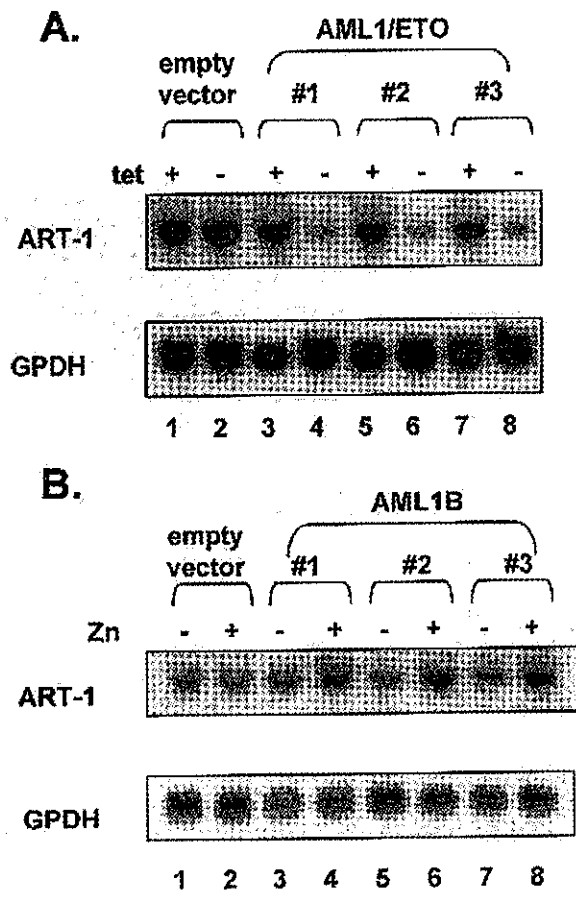 A.
AML1/ETO
empty
vector
#1 #2 #3
tet + - + - + - + -
ART-1
GPDH
1 2 3 4 5 6 7 8
B.
AML1B
empty
vector
#1 #2 #3
Zn - + - + - + - +
ART-1
GPDH
1 2 3 4 5 6 7 8